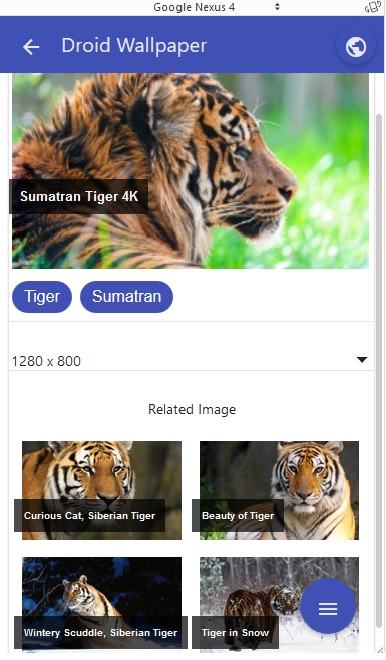 Google Nexus 4
Droid Wallpaper
Sumatran Tiger 4K
Tiger
Sumatran
1280 x 800
Related Image
Curious Cat, Siberian Tiger
Beauty of Tiger
Wintery Scuddle, Siberian Tiger
Tiger in Snow